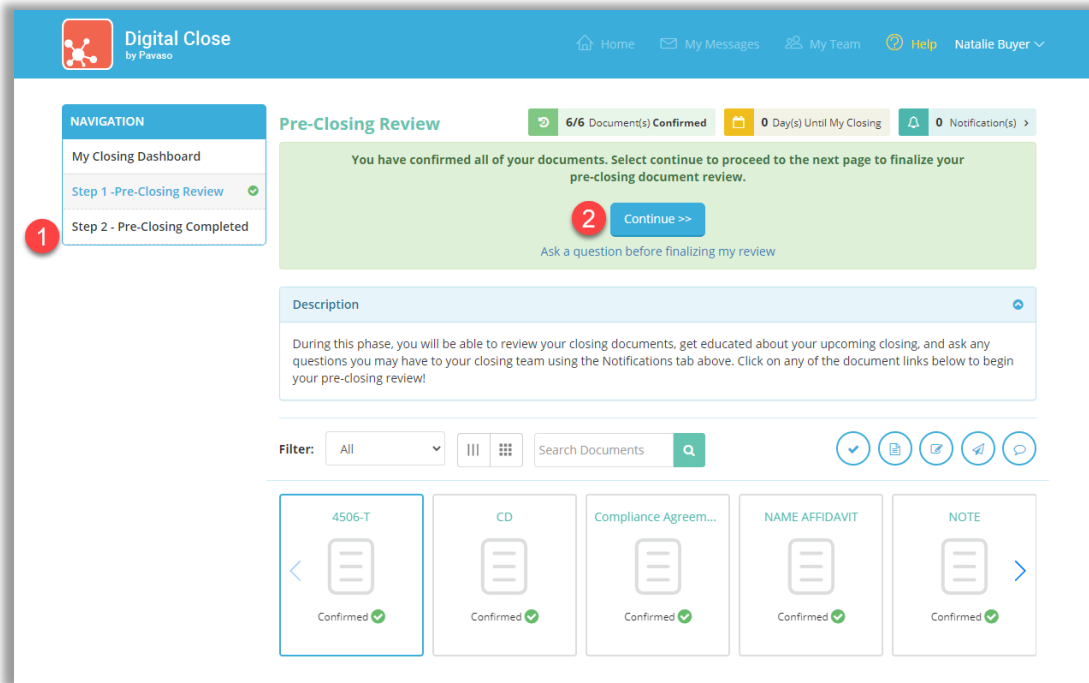 Digital Close
by Pavaso
Home My Messages My Team Help Natalie Buyer
NAVIGATION
My Closing Dashboard
Step 1 -Pre-Closing Review
1
Step 2 - Pre-Closing Completed
Pre-Closing Review
6/6 Document(s) Confirmed
0 Day(s) Until My Closing
0 Notification(s) >
You have confirmed all of your documents. Select continue to proceed to the next page to finalize your
pre-closing document review.
2
Continue >>
Ask a question before finalizing my review
Description
During this phase, you will be able to review your closing documents, get educated about your upcoming closing, and ask any
questions you may have to your closing team using the Notifications tab above. Click on any of the document links below to begin
your pre-closing review!
Filter: All Search Documents
4506-T
Confirmed
CD
Confirmed
Compliance Agreem...
Confirmed
NAME AFFIDAVIT
Confirmed
NOTE
Confirmed